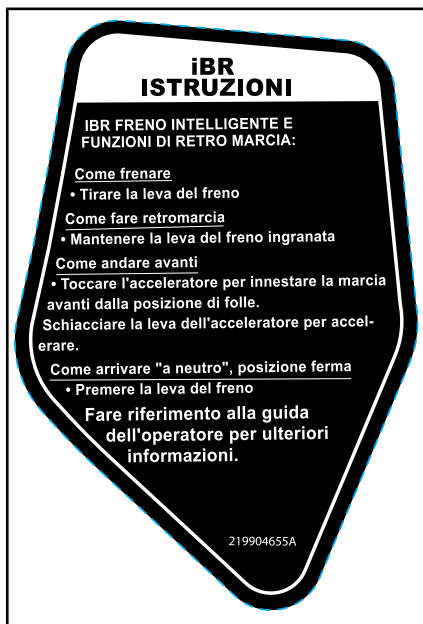 iBR
ISTRUZIONI
IBR FRENO INTELLIGENTE E
FUNZIONI DI RETRO MARCIA:
Come frenare
• Tirare la leva del freno
Come fare retromarcia
• Mantenere la leva del freno ingranata
Come andare avanti
• Toccare l'acceleratore per innestare la marcia
avanti dalla posizione di folle.
Schiacciare la leva dell'acceleratore per accel-
erare.
Come arrivare "a neutro", posizione ferma
• Premere la leva del freno
Fare riferimento alla guida
dell'operatore per ulteriori
informazioni.
219904655A